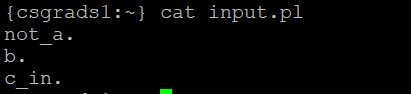 {csgrads1:~} cat input.pl
not_a.
b.
c_in.